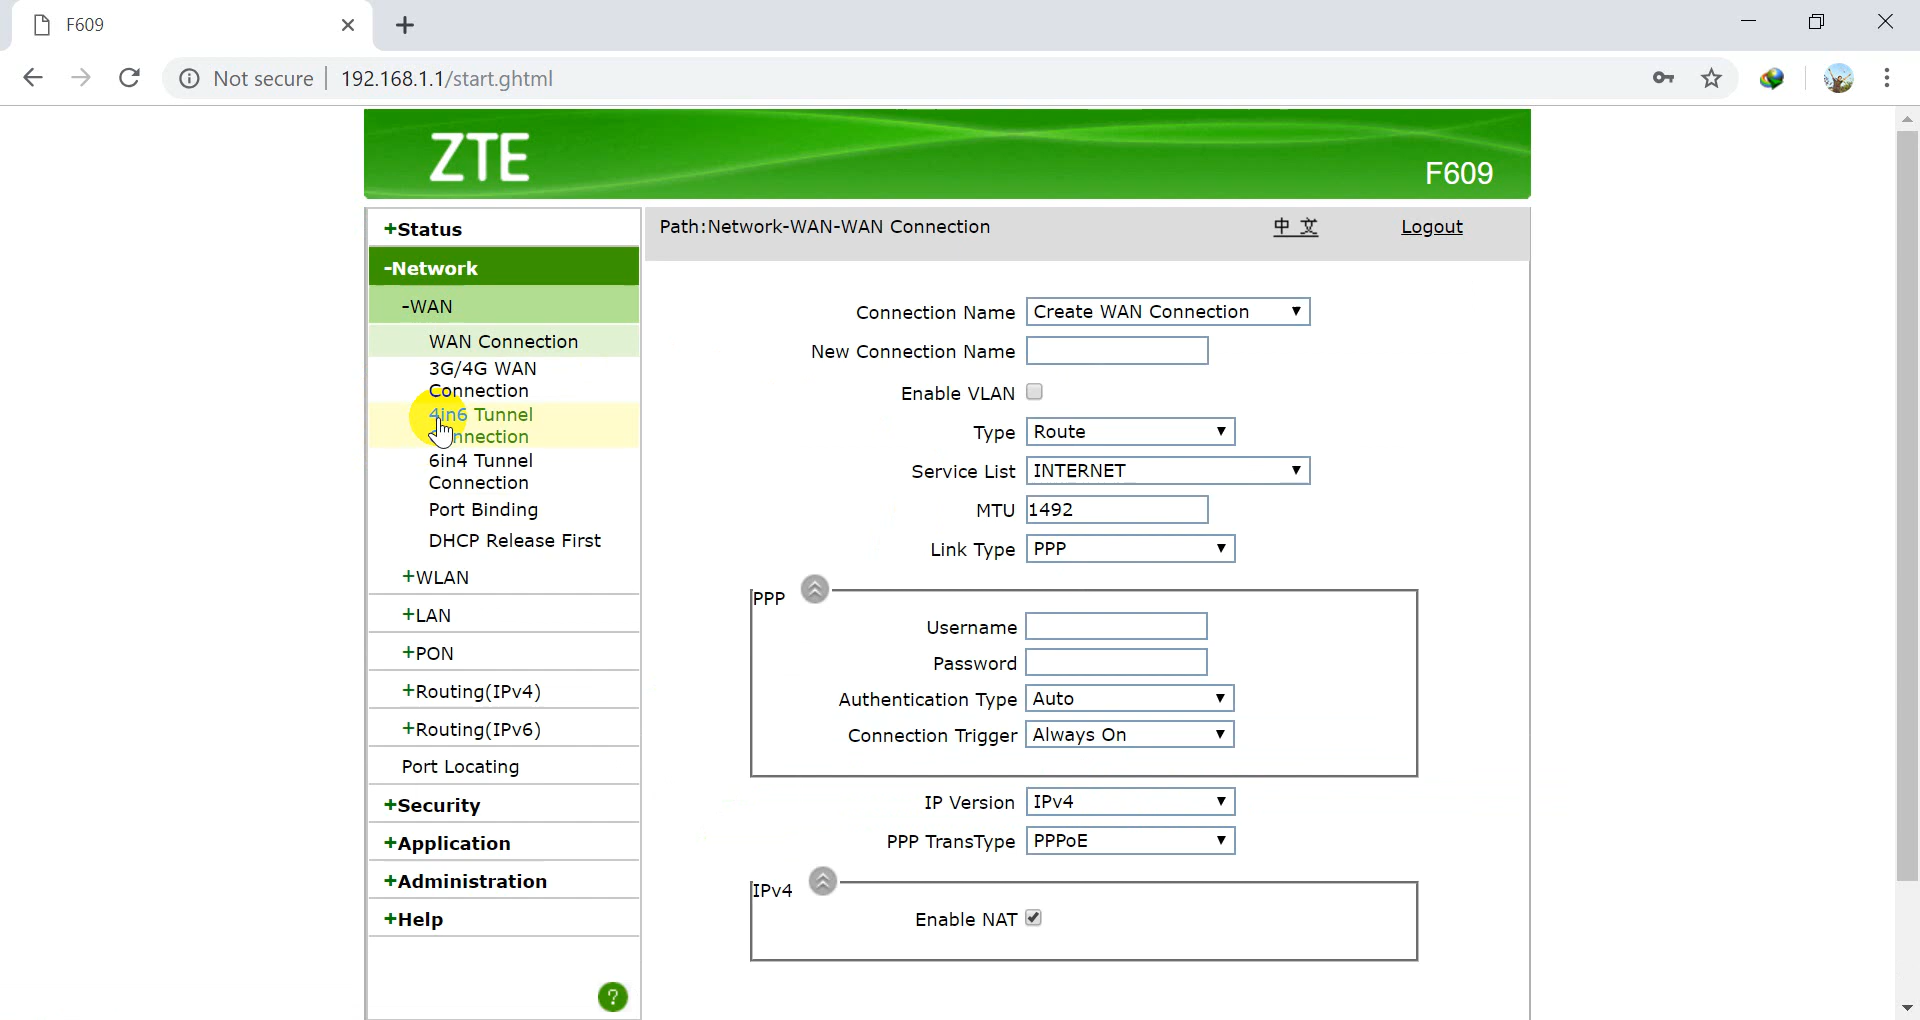 F609
Not secure
192.168.1.1/start.ghtml
ZTE
F609
+Status
-Network
-WAN
WAN Connection
3G/4G WAN
Connection
4in6 Tunnel
Connection
6in4 Tunnel
Connection
Port Binding
DHCP Release First
+WLAN
+LAN
+PON
+Routing(IPv4)
+Routing(IPv6)
Port Locating
+Security
+Application
+Administration
+Help
?
Path:Network-WAN-WAN Connection
中文
Logout
Connection Name Create WAN Connection
New Connection Name
Enable VLAN
Type Route
Service List INTERNET
MTU 1492
Link Type PPP
PPP
Username
Password
Authentication Type Auto
Connection Trigger Always On
IP Version IPv4
PPP TransType PPPoE
IPv4
Enable NAT